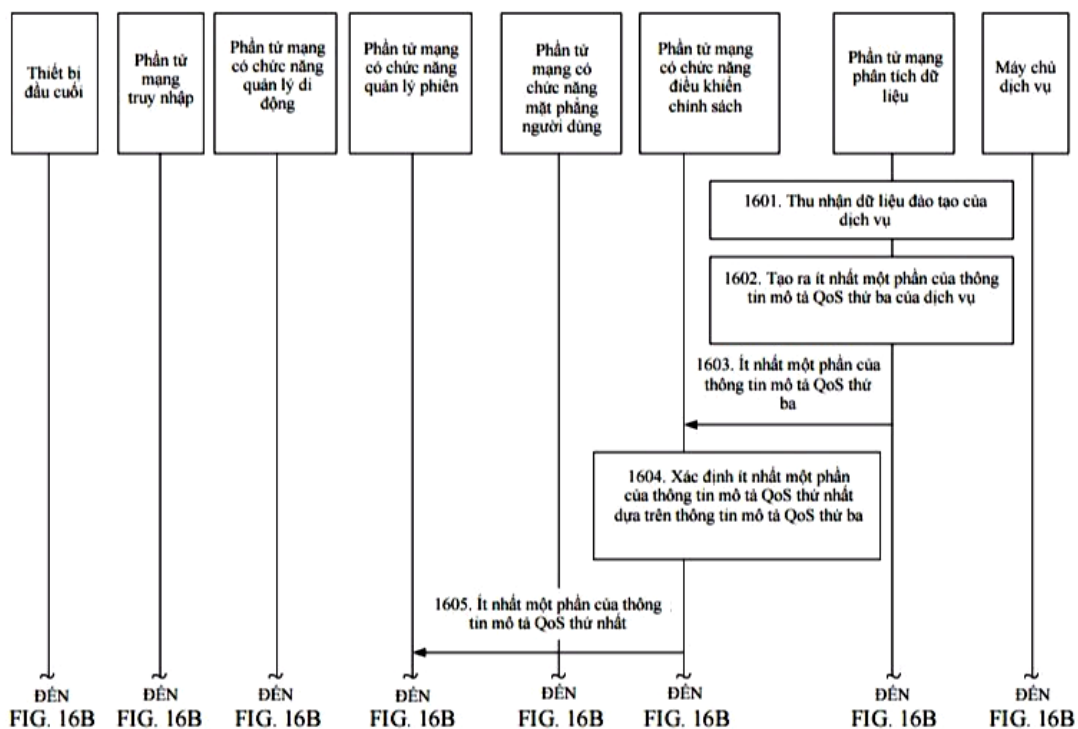 Thiết bị
đầu cuối
Phần tử
mạng
truy nhập
Phần tử mạng
có chức năng
quản lý di
động
Phần tử mạng
có chức năng
quản lý phiên
Phần tử
mạng có
chức năng
mặt phẳng
người dùng
Phần tử mạng
có chức năng
điều khiển
chính sách
Phần tử mạng
phân tích dữ
liệu
Máy chủ
dịch vụ
1601. Thu nhận dữ liệu đào tạo của
dịch vụ
1602. Tạo ra ít nhất một phần của thông
tin mô tả QoS thứ ba của dịch vụ
1603. Ít nhất một phần của
thông tin mô tả QoS thứ
ba
1604. Xác định ít nhất một phần
của thông tin mô tả QoS thứ nhất
dựa trên thông tin mô tả QoS thứ ba
1605. Ít nhất một phần của thông
tin mô tả QoS thứ nhất
ĐẾN
FIG. 16B
ĐẾN
FIG. 16B
ĐẾN
FIG. 16B
ĐẾN
FIG. 16B
ĐẾN
FIG. 16B
ĐẾN
FIG. 16B
ĐẾN
FIG. 16B
ĐẾN
FIG. 16B